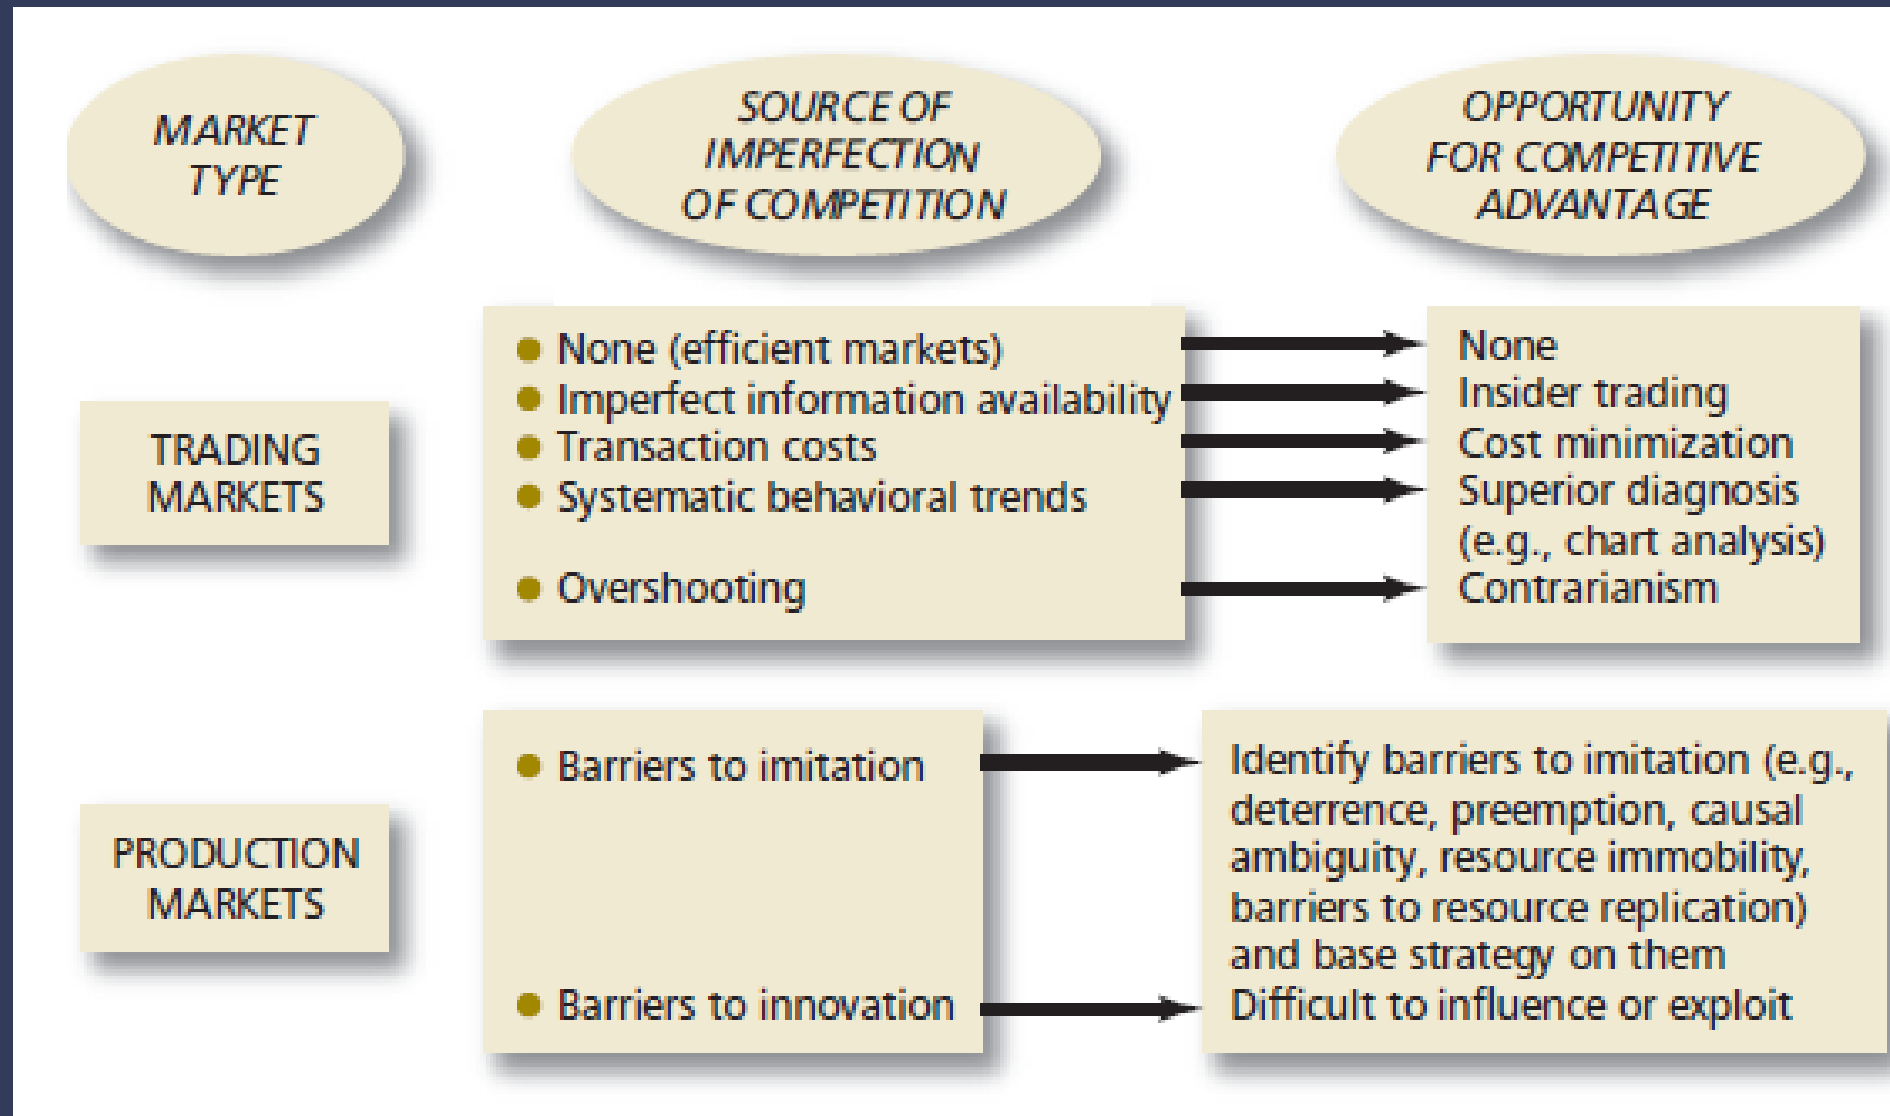 MARKET
TYPE
SOURCE OF
IMPERFECTION
OF COMPETITION
OPPORTUNITY
FOR COMPETITIVE
ADVANTAGE
TRADING
MARKETS
None (efficient markets)
Imperfect information availability
Transaction costs
Systematic behavioral trends
Overshooting
None
Insider trading
Cost minimization
Superior diagnosis
(e.g., chart analysis)
Contrarianism
PRODUCTION
MARKETS
Barriers to imitation
Barriers to innovation
Identify barriers to imitation (e.g.,
deterrence, preemption, causal
ambiguity, resource immobility,
barriers to resource replication)
and base strategy on them
Difficult to influence or exploit